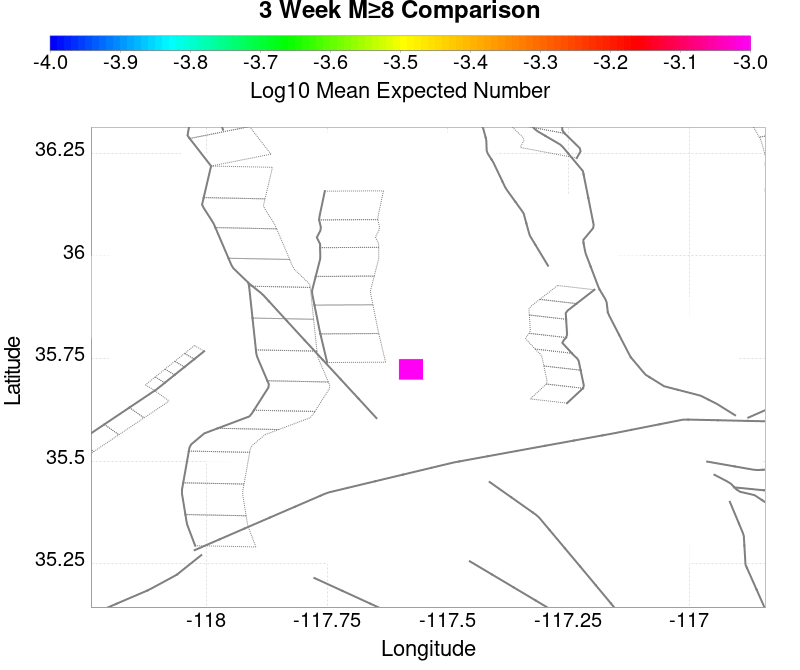 3 Week M≥8 Comparison
-4.0 -3.9 -3.8 -3.7 -3.6 -3.5 -3.4 -3.3 -3.2 -3.1 -3.0
Log10 Mean Expected Number
36.25
36
35.75
35.5
35.25
Latitude
-118 -117.75 -117.5 -117.25 -117
Longitude